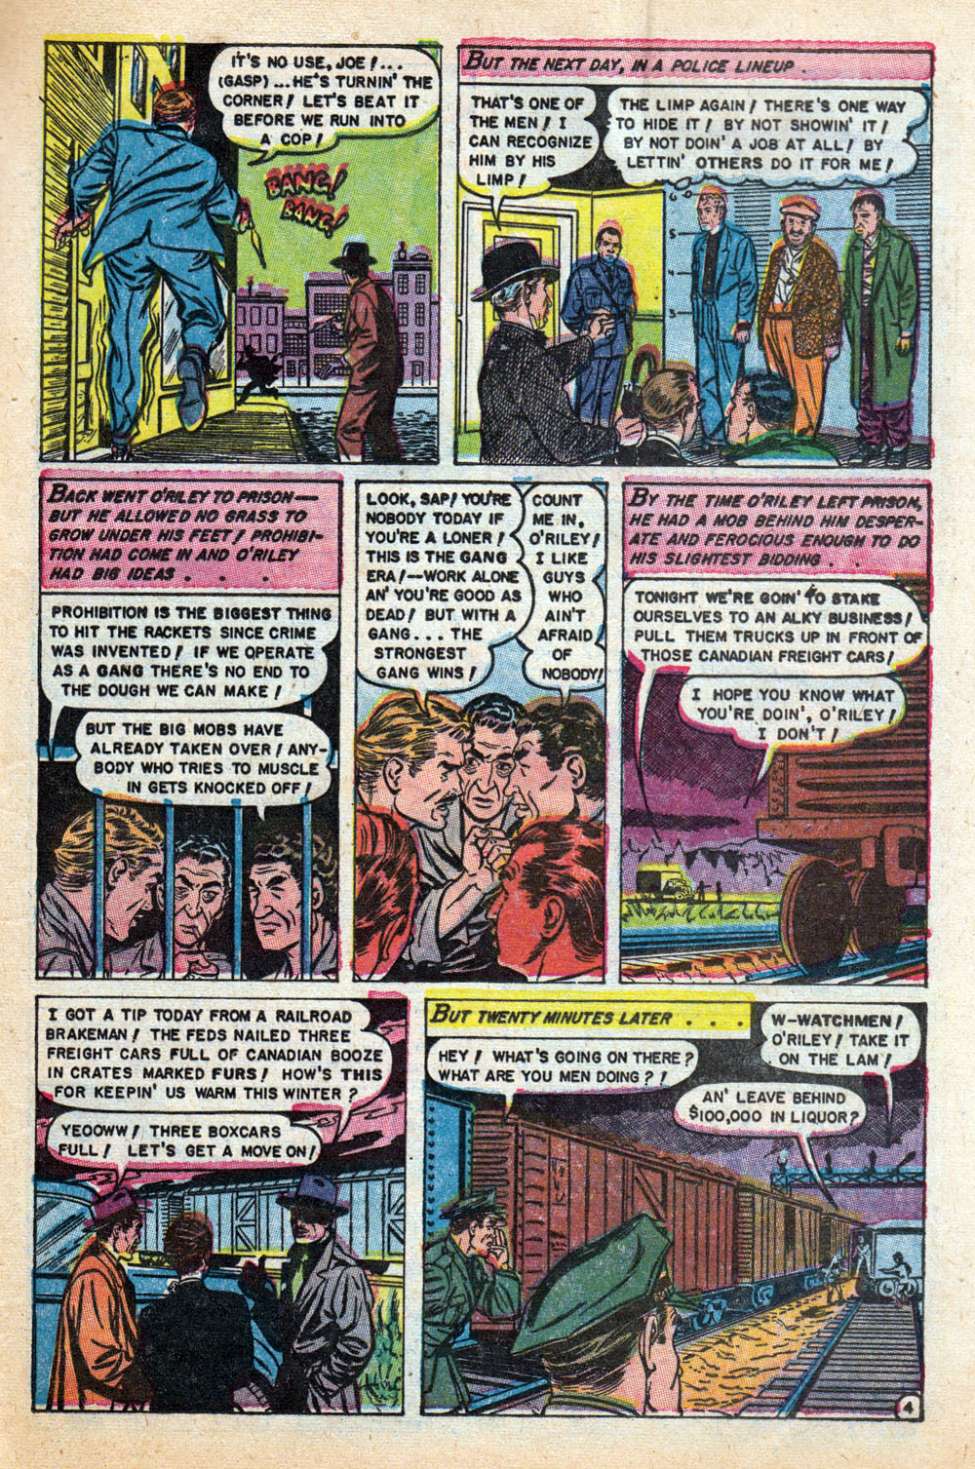 IT'S NO USE, JOE! ...
(GASP) ... HE'S TURNIN' THE
CORNER! LET'S BEAT IT
BEFORE WE RUN INTO
A COP!
BANG!
BANG!
BUT THE NEXT DAY, IN A POLICE LINEUP .
THAT'S ONE OF
THE MEN! I
CAN RECOGNIZE
HIM BY HIS
LIMP!
THE LIMP AGAIN! THERE'S ONE WAY
TO HIDE IT! BY NOT SHOWIN' IT!
BY NOT DOIN' A JOB AT ALL! BY
LETTIN' OTHERS DO IT FOR ME!
6
5
4
3
5
4
3
BACK WENT O'RILEY TO PRISON—
BUT HE ALLOWED NO GRASS TO
GROW UNDER HIS FEET! PROHIBI-
TION HAD COME IN AND O'RILEY
HAD BIG IDEAS . . . .
PROHIBITION IS THE BIGGEST THING
TO HIT THE RACKETS SINCE CRIME
WAS INVENTED! IF WE OPERATE
AS A GANG THERE'S NO END TO
THE DOUGH WE CAN MAKE!
BUT THE BIG MOBS HAVE
ALREADY TAKEN OVER! ANY-
BODY WHO TRIES TO MUSCLE
IN GETS KNOCKED OFF!
LOOK, SAP! YOU'RE
NOBODY TODAY IF
YOU'RE A LONER!
THIS IS THE GANG
ERA!—WORK ALONE
AN' YOU'RE GOOD AS
DEAD! BUT WITH A
GANG ... THE
STRONGEST
GANG WINS!
COUNT
ME IN,
O'RILEY!
I LIKE
GUYS
WHO
AIN'T
AFRAID
OF
NOBODY!
BY THE TIME O'RILEY LEFT PRISON,
HE HAD A MOB BEHIND HIM DESPER-
ATE AND FEROCIOUS ENOUGH TO DO
HIS SLIGHTEST BIDDING . . . .
TONIGHT WE'RE GOIN' TO STAKE
OURSELVES TO AN ALKY BUSINESS!
PULL THEM TRUCKS UP IN FRONT OF
THOSE CANADIAN FREIGHT CARS!
I HOPE YOU KNOW WHAT
YOU'RE DOIN', O'RILEY!
I DON'T!
I GOT A TIP TODAY FROM A RAILROAD
BRAKEMAN! THE FEDS NAILED THREE
FREIGHT CARS FULL OF CANADIAN BOOZE
IN CRATES MARKED FURS! HOW'S THIS
FOR KEEPIN' US WARM THIS WINTER?
YEOOWW! THREE BOXCARS
FULL! LET'S GET A MOVE ON!
BUT TWENTY MINUTES LATER . . . .
HEY! WHAT'S GOING ON THERE?
WHAT ARE YOU MEN DOING?!
W-WATCHMEN!
O'RILEY! TAKE IT
ON THE LAM!
AN' LEAVE BEHIND
$100,000 IN LIQUOR?
4